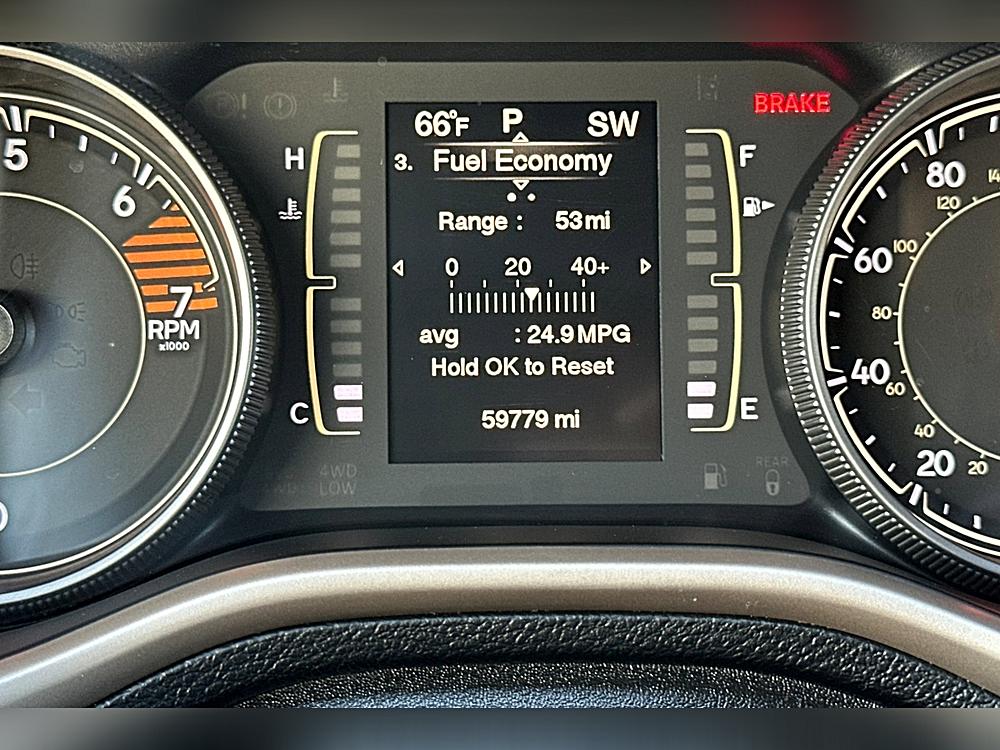 66°F P SW
BRAKE
3. Fuel Economy
Range : 53 mi
0 20 40+
avg : 24.9 MPG
Hold OK to Reset
59779 mi
H
C
F
E
5
6
7
RPM
x1000
4WD
LOW
REAR
80
60
40
20
120
100
80
60
40
20